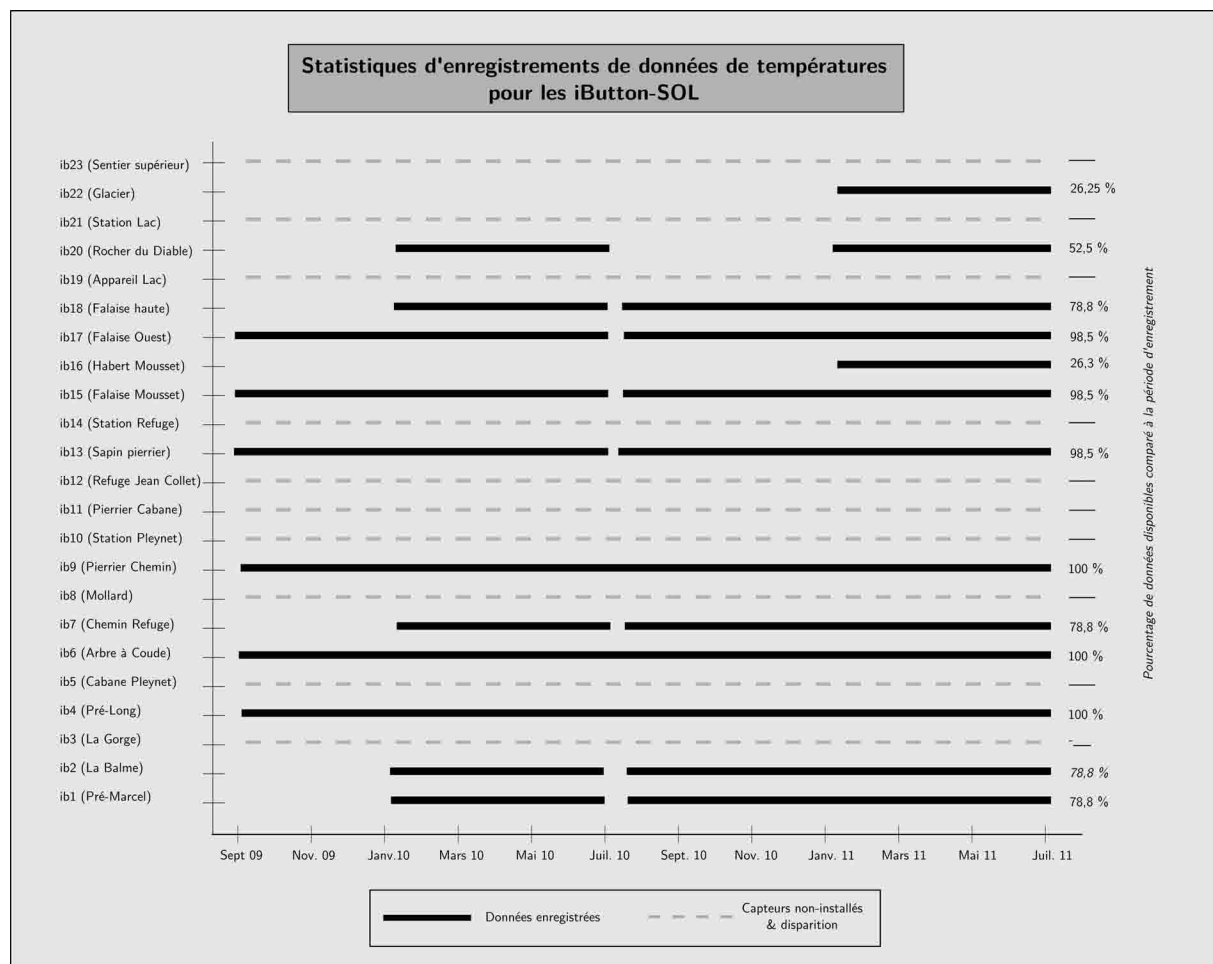 Statistiques d'enregistrements de données de températures
pour les iButton-SOL
ib23 (Sentier supérieur) —
ib22 (Glacier) 26,25 %
ib21 (Station Lac) —
ib20 (Rocher du Diable) 52,5 %
ib19 (Appareil Lac) —
ib18 (Falaise haute) 78,8 %
ib17 (Falaise Ouest) 98,5 %
ib16 (Habert Mousset) 26,3 %
ib15 (Falaise Mousset) 98,5 %
ib14 (Station Refuge) —
ib13 (Sapin pierrier) 98,5 %
ib12 (Refuge Jean Collet) —
ib11 (Pierrier Cabane) —
ib10 (Station Pleynet) —
ib9 (Pierrier Chemin) 100 %
ib8 (Mollard) —
ib7 (Chemin Refuge) 78,8 %
ib6 (Arbre à Coude) 100 %
ib5 (Cabane Pleynet) —
ib4 (Pré-Long) 100 %
ib3 (La Gorge) —
ib2 (La Balme) 78,8 %
ib1 (Pré-Marcel) 78,8 %
Pourcentage de données disponibles comparé à la période d'enregistrement
Sept 09 Nov. 09 Janv.10 Mars 10 Mai 10 Juil. 10 Sept. 10 Nov. 10 Janv. 11 Mars 11 Mai 11 Juil. 11
Données enregistrées
Capteurs non-installés
& disparition